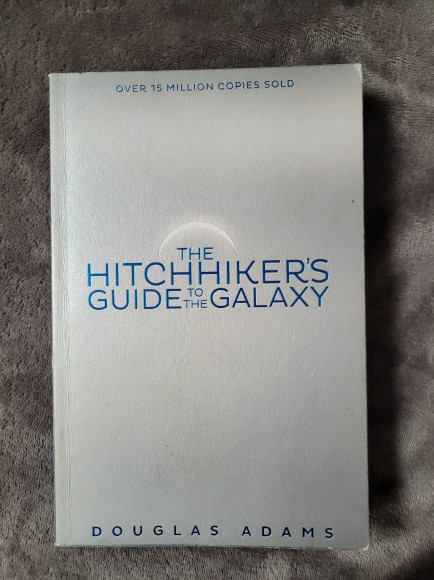 OVER 15 MILLION COPIES SOLD
THE
HITCHHIKER'S
GUIDE TO THE GALAXY
DOUGLAS ADAMS